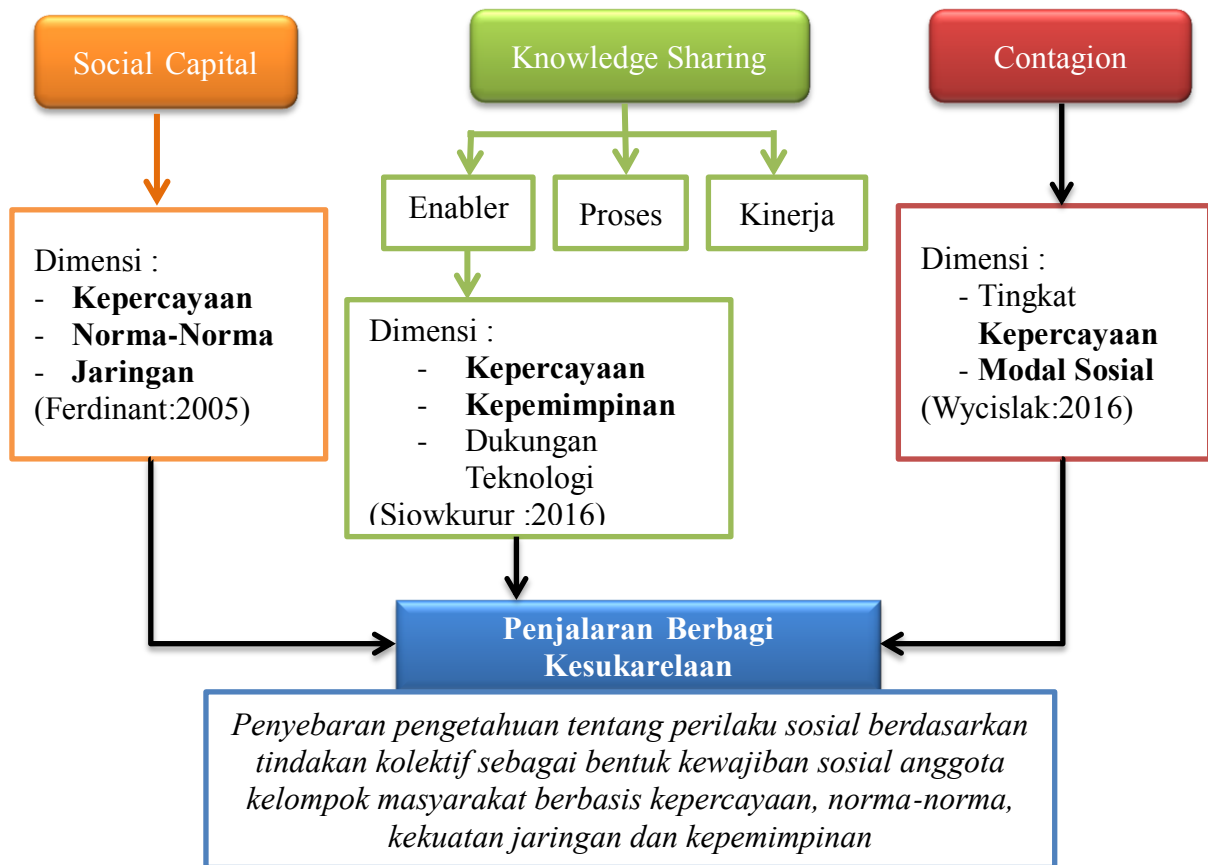 Social Capital
Knowledge Sharing
Contagion
Enabler
Proses
Kinerja
Dimensi :
- Kepercayaan
- Norma-Norma
- Jaringan
(Ferdinant:2005)
Dimensi :
- Kepercayaan
- Kepemimpinan
- Dukungan
Teknologi
(Siowkurur :2016)
Dimensi :
- Tingkat
Kepercayaan
- Modal Sosial
(Wycislak:2016)
Penjalaran Berbagi
Kesukarelaan
Penyebaran pengetahuan tentang perilaku sosial berdasarkan
tindakan kolektif sebagai bentuk kewajiban sosial anggota
kelompok masyarakat berbasis kepercayaan, norma-norma,
kekuatan jaringan dan kepemimpinan